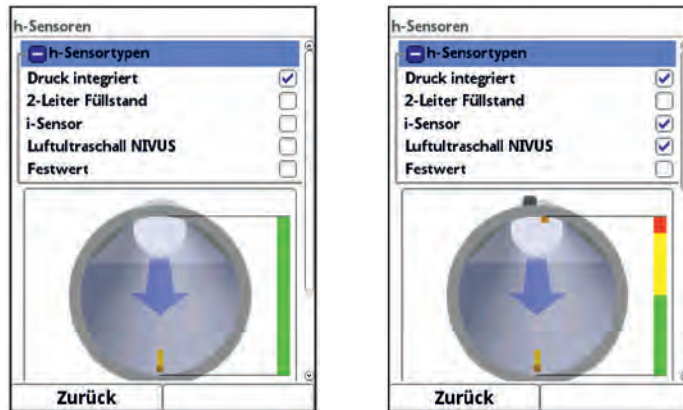 h-Sensoren
h-Sensortypen
Druck integriert
2-Leiter Füllstand
i-Sensor
Luftultraschall NIVUS
Festwert
Zurück
h-Sensoren
h-Sensortypen
Druck integriert
2-Leiter Füllstand
i-Sensor
Luftultraschall NIVUS
Festwert
Zurück